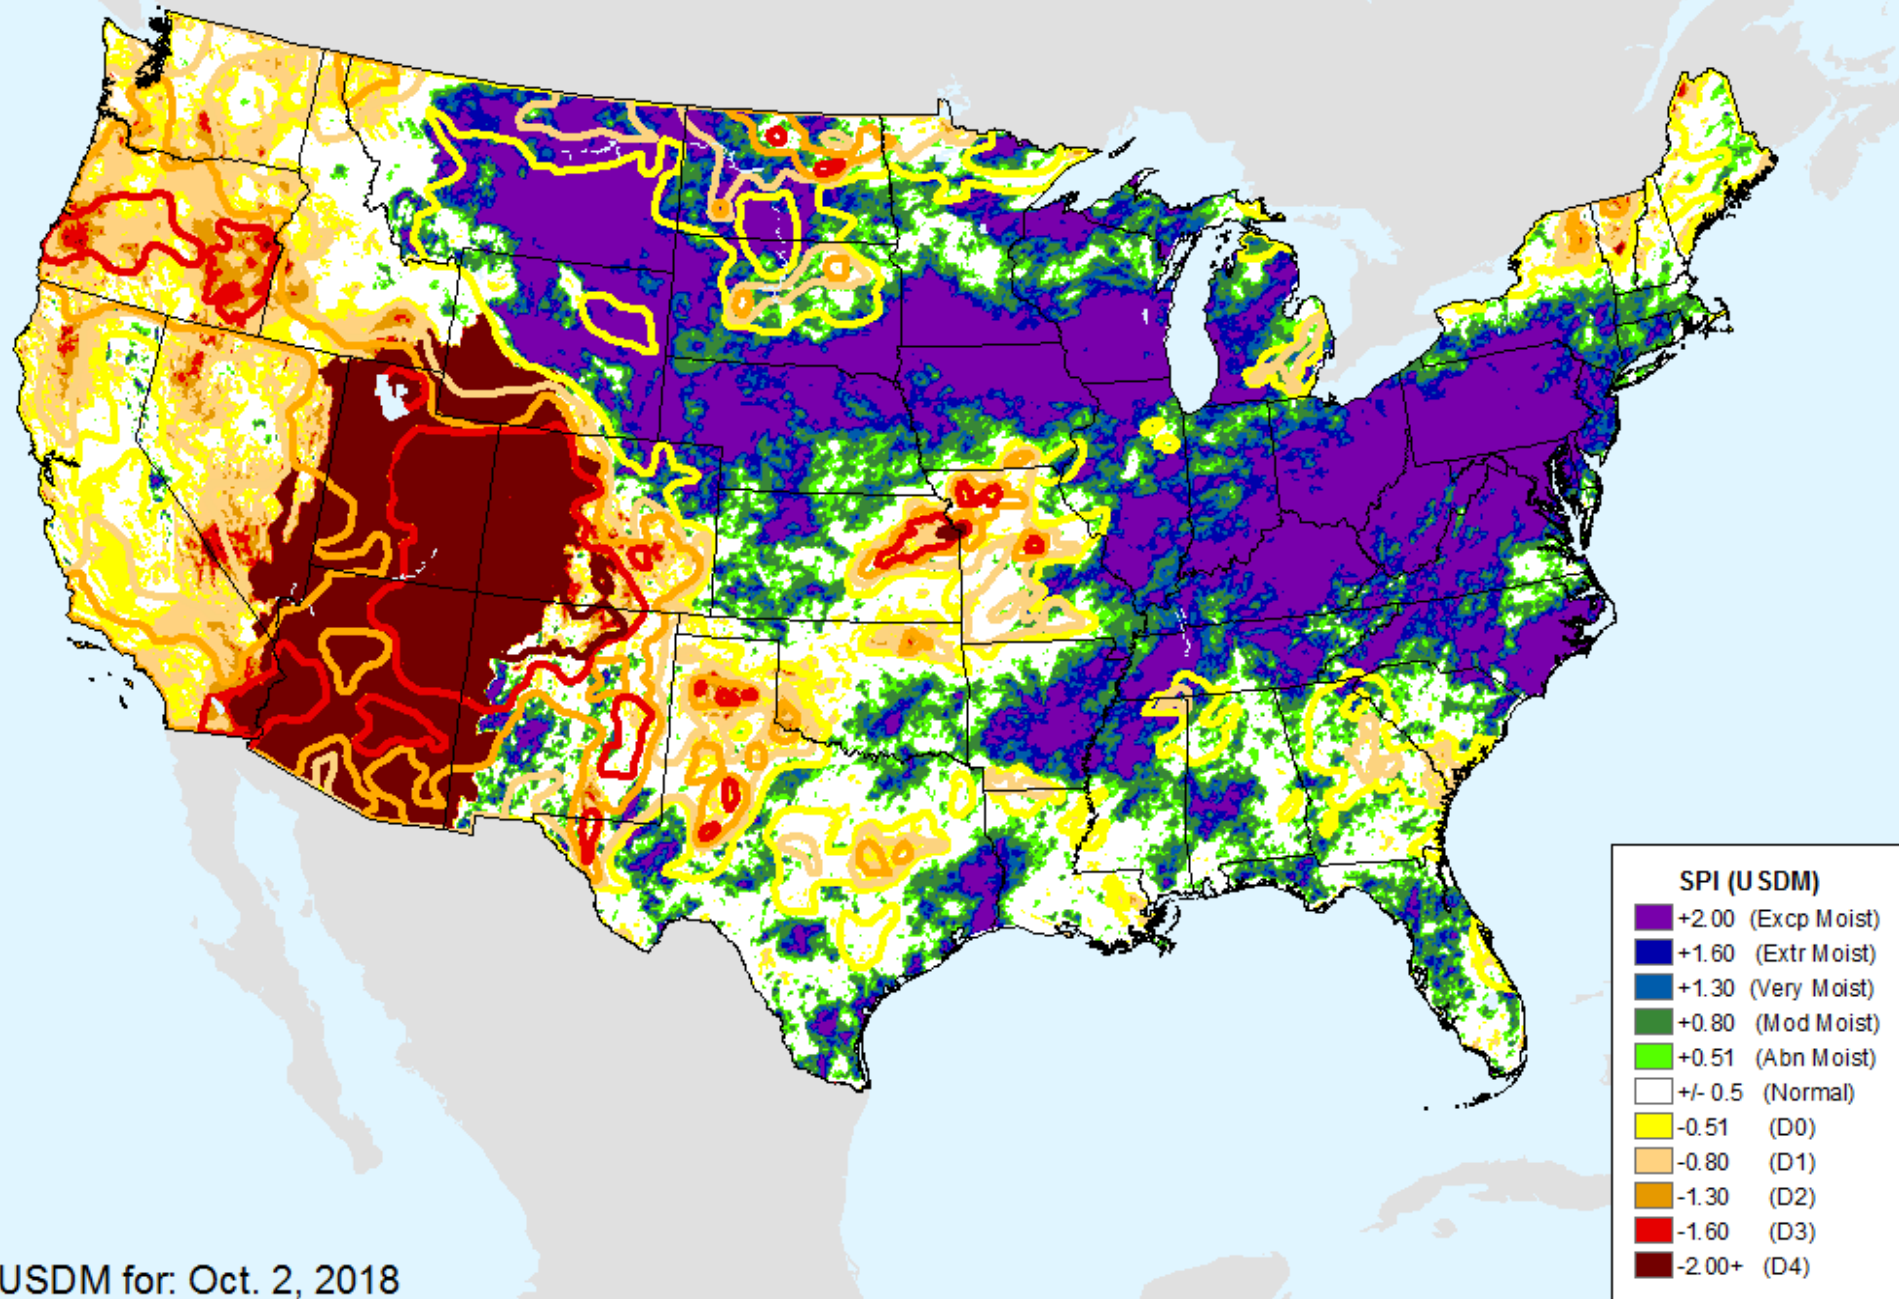 SPI (USDM)
+2.00 (Excp Moist)
+1.60 (Extr Moist)
+1.30 (Very Moist)
+0.80 (Mod Moist)
+0.51 (Abn Moist)
+/- 0.5 (Normal)
-0.51 (D0)
-0.80 (D1)
-1.30 (D2)
-1.60 (D3)
-2.00+ (D4)
USDM for: Oct. 2, 2018